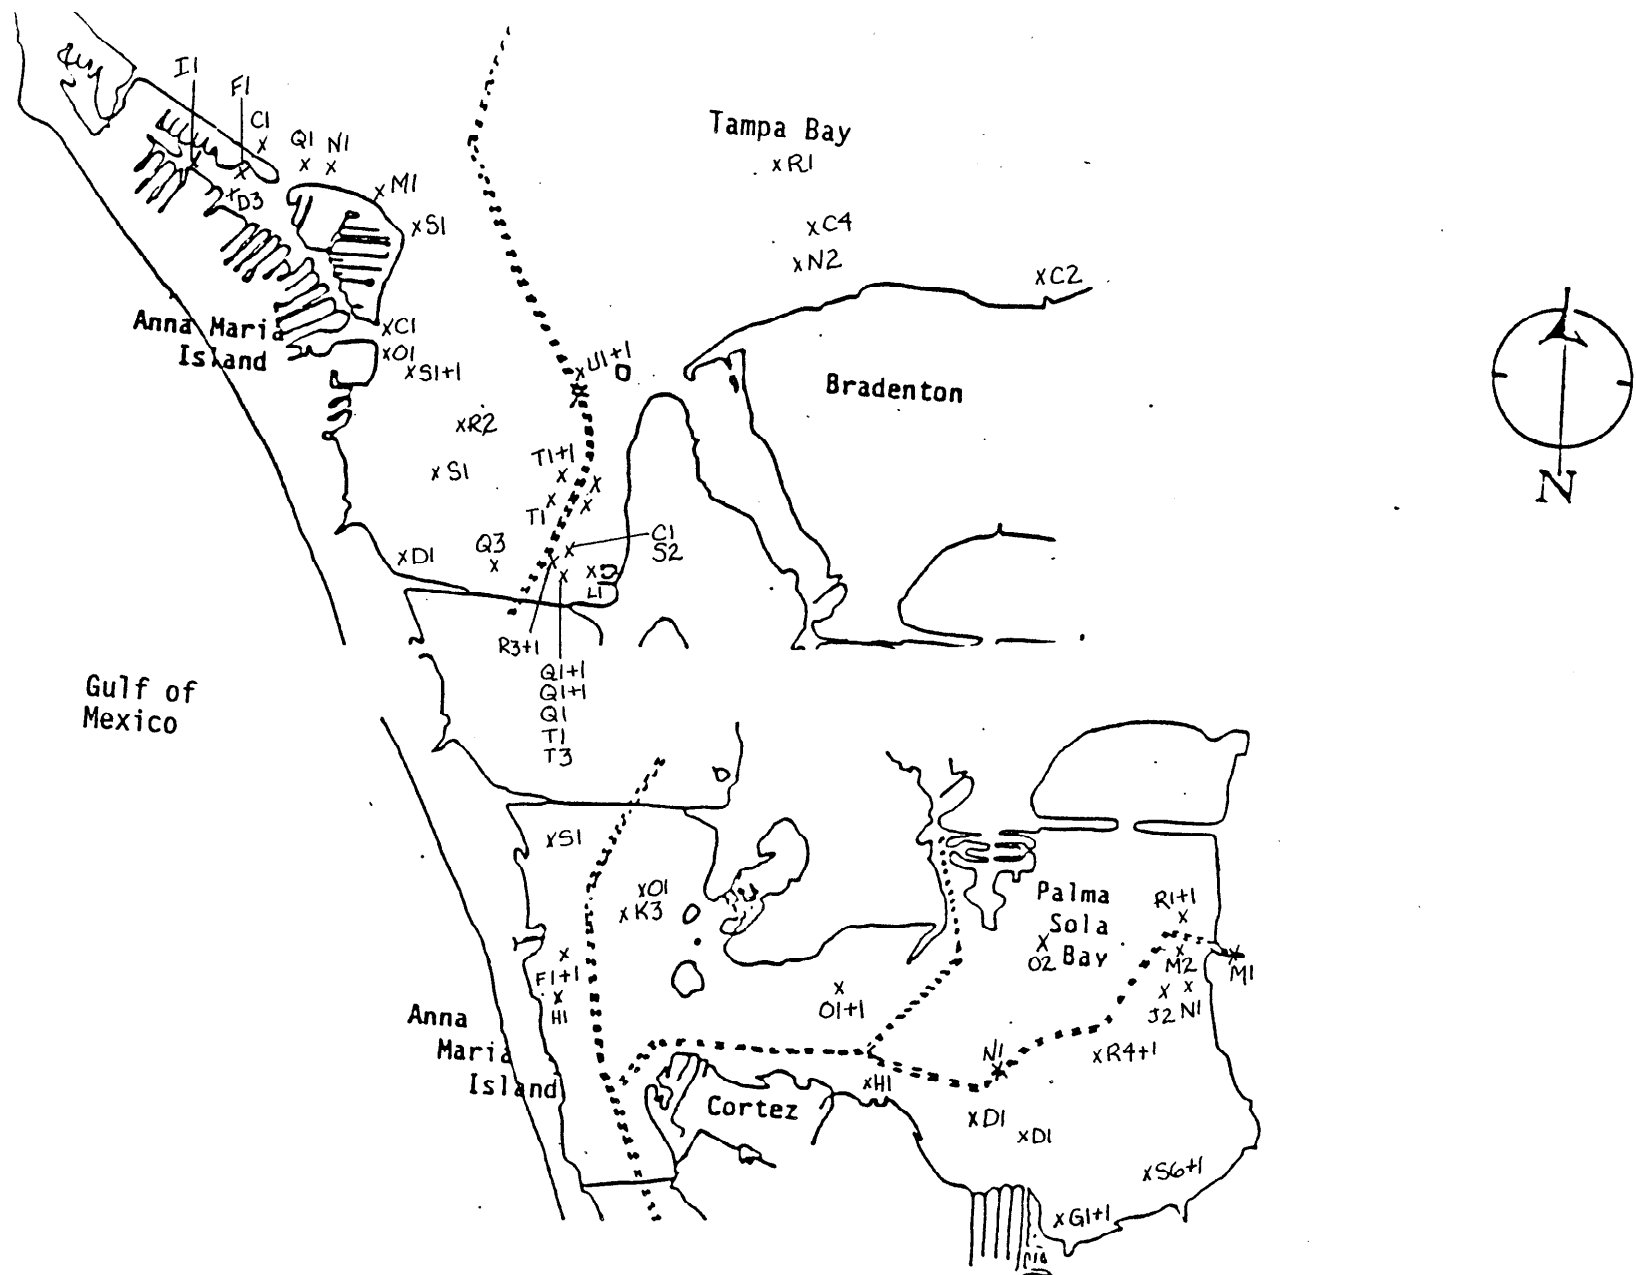 I1
F1
C1
Q1 N1
Tampa Bay
R1
M1
D3
S1
C4
N2
C2
Anna Maria
Island
C1
O1
S1+1
U1+1
Bradenton
R2
T1+1
S1
N
T1
C1
S2
Q3
D1
L1
R3+1
Q1+1
Q1+1
Q1
T1
T3
Gulf of
Mexico
S1
O1
K3
Palma
Sola
Bay
R1+1
O2
M2
M1
F1+1
H1
O1+1
J2 N1
Anna
Maria
Island
N1
R4+1
H1
Cortez
D1
D1
S6+1
G1+1